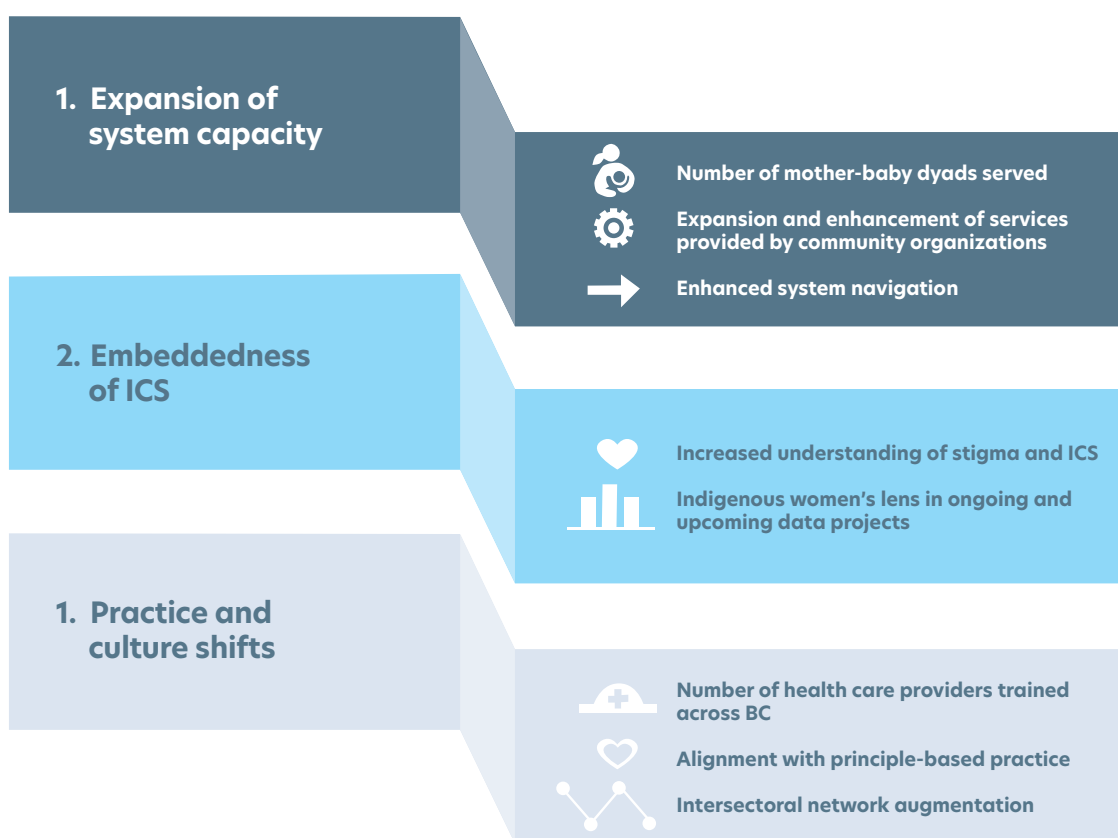 1. Expansion of
system capacity
Number of mother-baby dyads served
Expansion and enhancement of services
provided by community organizations
Enhanced system navigation
2. Embeddedness
of ICS
Increased understanding of stigma and ICS
Indigenous women’s lens in ongoing and
upcoming data projects
1. Practice and
culture shifts
Number of health care providers trained
across BC
Alignment with principle-based practice
Intersectoral network augmentation